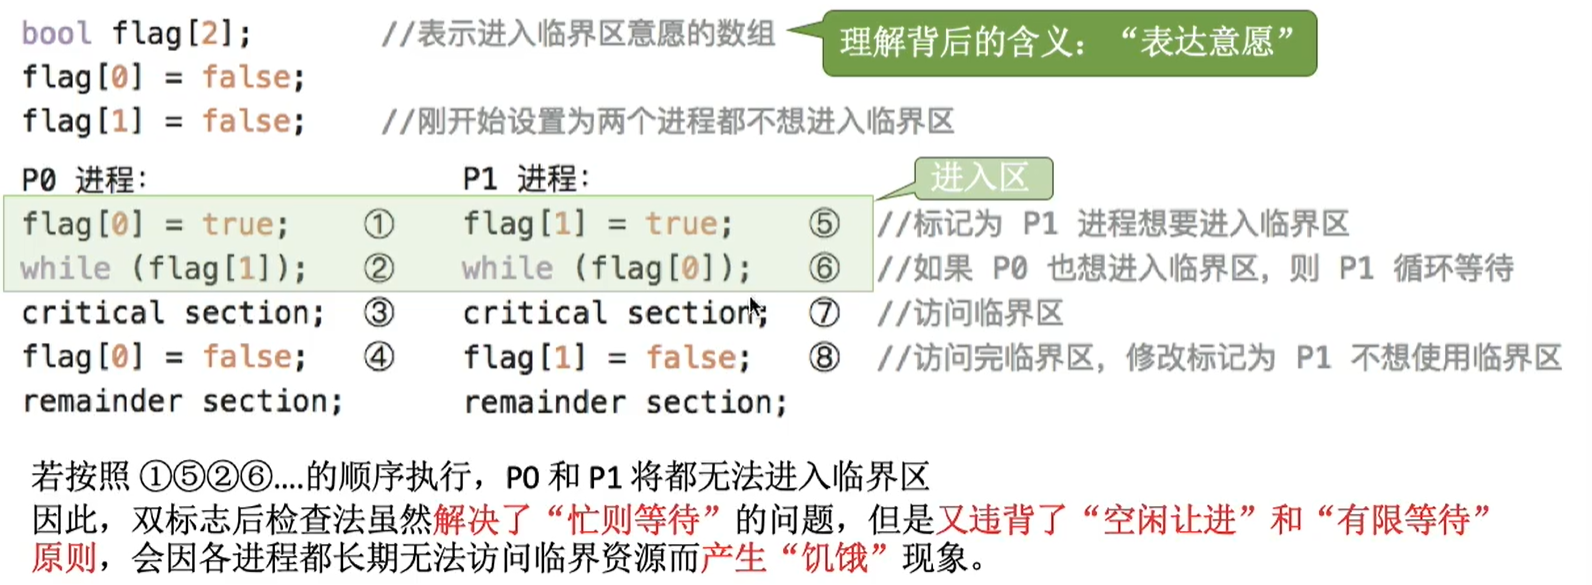 bool flag[2]; //表示进入临界区意愿的数组 理解背后的含义：“表达意愿”
flag[0] = false;
flag[1] = false; //刚开始设置为两个进程都不想进入临界区
P0 进程： P1 进程： 进入区
flag[0] = true; ① flag[1] = true; ⑤ //标记为 P1 进程想要进入临界区
while (flag[1]); ② while (flag[0]); ⑥ //如果 P0 也想进入临界区，则 P1 循环等待
critical section; ③ critical section; ⑦ //访问临界区
flag[0] = false; ④ flag[1] = false; ⑧ //访问完临界区，修改标记为 P1 不想使用临界区
remainder section; remainder section;
若按照 ①⑤②⑥....的顺序执行，P0 和 P1 将都无法进入临界区
因此，双标志后检查法虽然解决了“忙则等待”的问题，但是又违背了“空闲让进”和“有限等待”
原则，会因各进程都长期无法访问临界资源而产生“饥饿”现象。